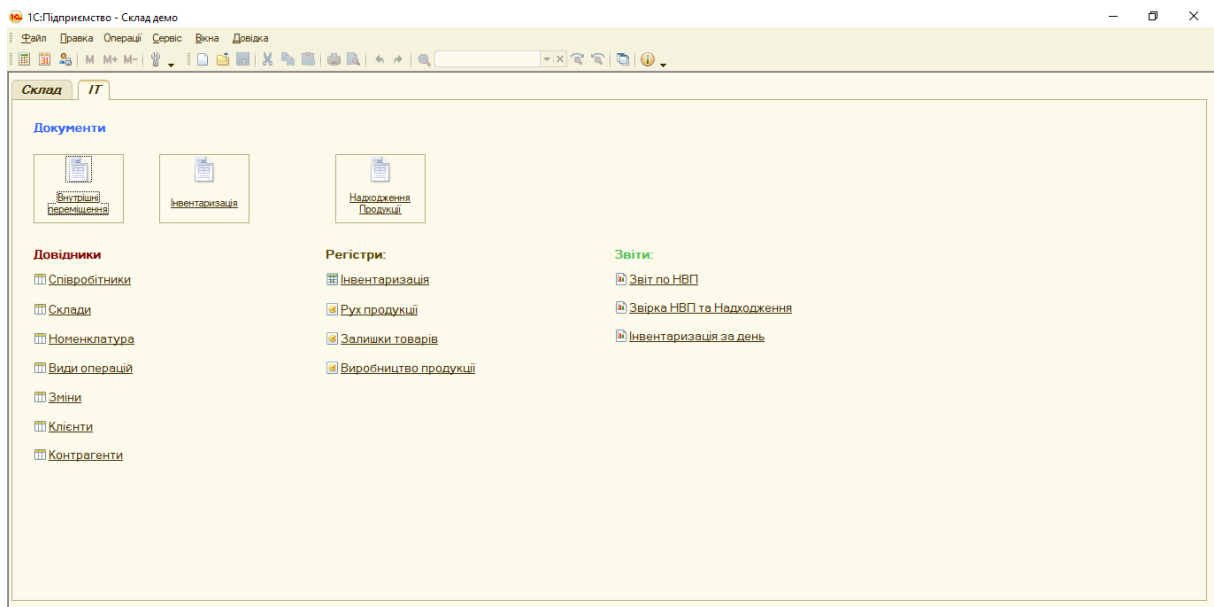 1С:Підприємство - Склад демо
Файл Правка Операції Сервіс Вікна Довідка
31 М М+ М-
Склад ІТ
Документи
Внутрішні
переміщення
Інвентаризація
Надходження
Продукції
Довідники
Співробітники
Склади
Номенклатура
Види операцій
Зміни
Клієнти
Контрагенти
Регістри:
Інвентаризація
Рух продукції
Залишки товарів
Виробництво продукції
Звіти:
Звіт по НВП
Звірка НВП та Надходження
Інвентаризація за день